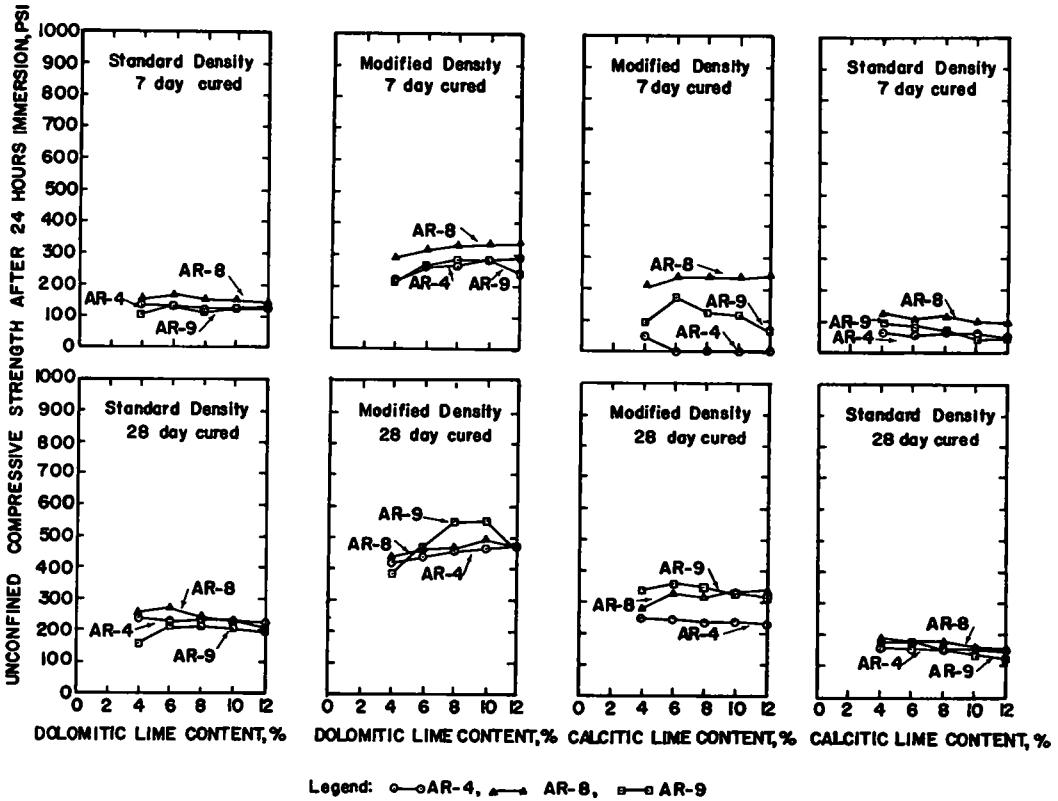 UNCONFINED COMPRESSIVE STRENGTH AFTER 24 HOURS IMMERSION, PSI
1000
900
800
700
600
500
400
300
200
100
0
Standard Density
7 day cured
AR-8
AR-4
AR-9
Modified Density
7 day cured
AR-8
AR-4
AR-9
Modified Density
7 day cured
AR-8
AR-9
AR-4
Standard Density
7 day cured
AR-8
AR-9
AR-4
1000
900
800
700
600
500
400
300
200
100
0
Standard Density
28 day cured
AR-8
AR-4
AR-9
0 2 4 6 8 10 12
DOLOMITIC LIME CONTENT, %
Modified Density
28 day cured
AR-9
AR-8
AR-4
0 2 4 6 8 10 12
DOLOMITIC LIME CONTENT, %
Modified Density
28 day cured
AR-9
AR-8
AR-4
0 2 4 6 8 10 12
CALCITIC LIME CONTENT, %
Standard Density
28 day cured
AR-8
AR-4
AR-9
0 2 4 6 8 10 12
CALCITIC LIME CONTENT, %
Legend: AR-4, AR-8, AR-9